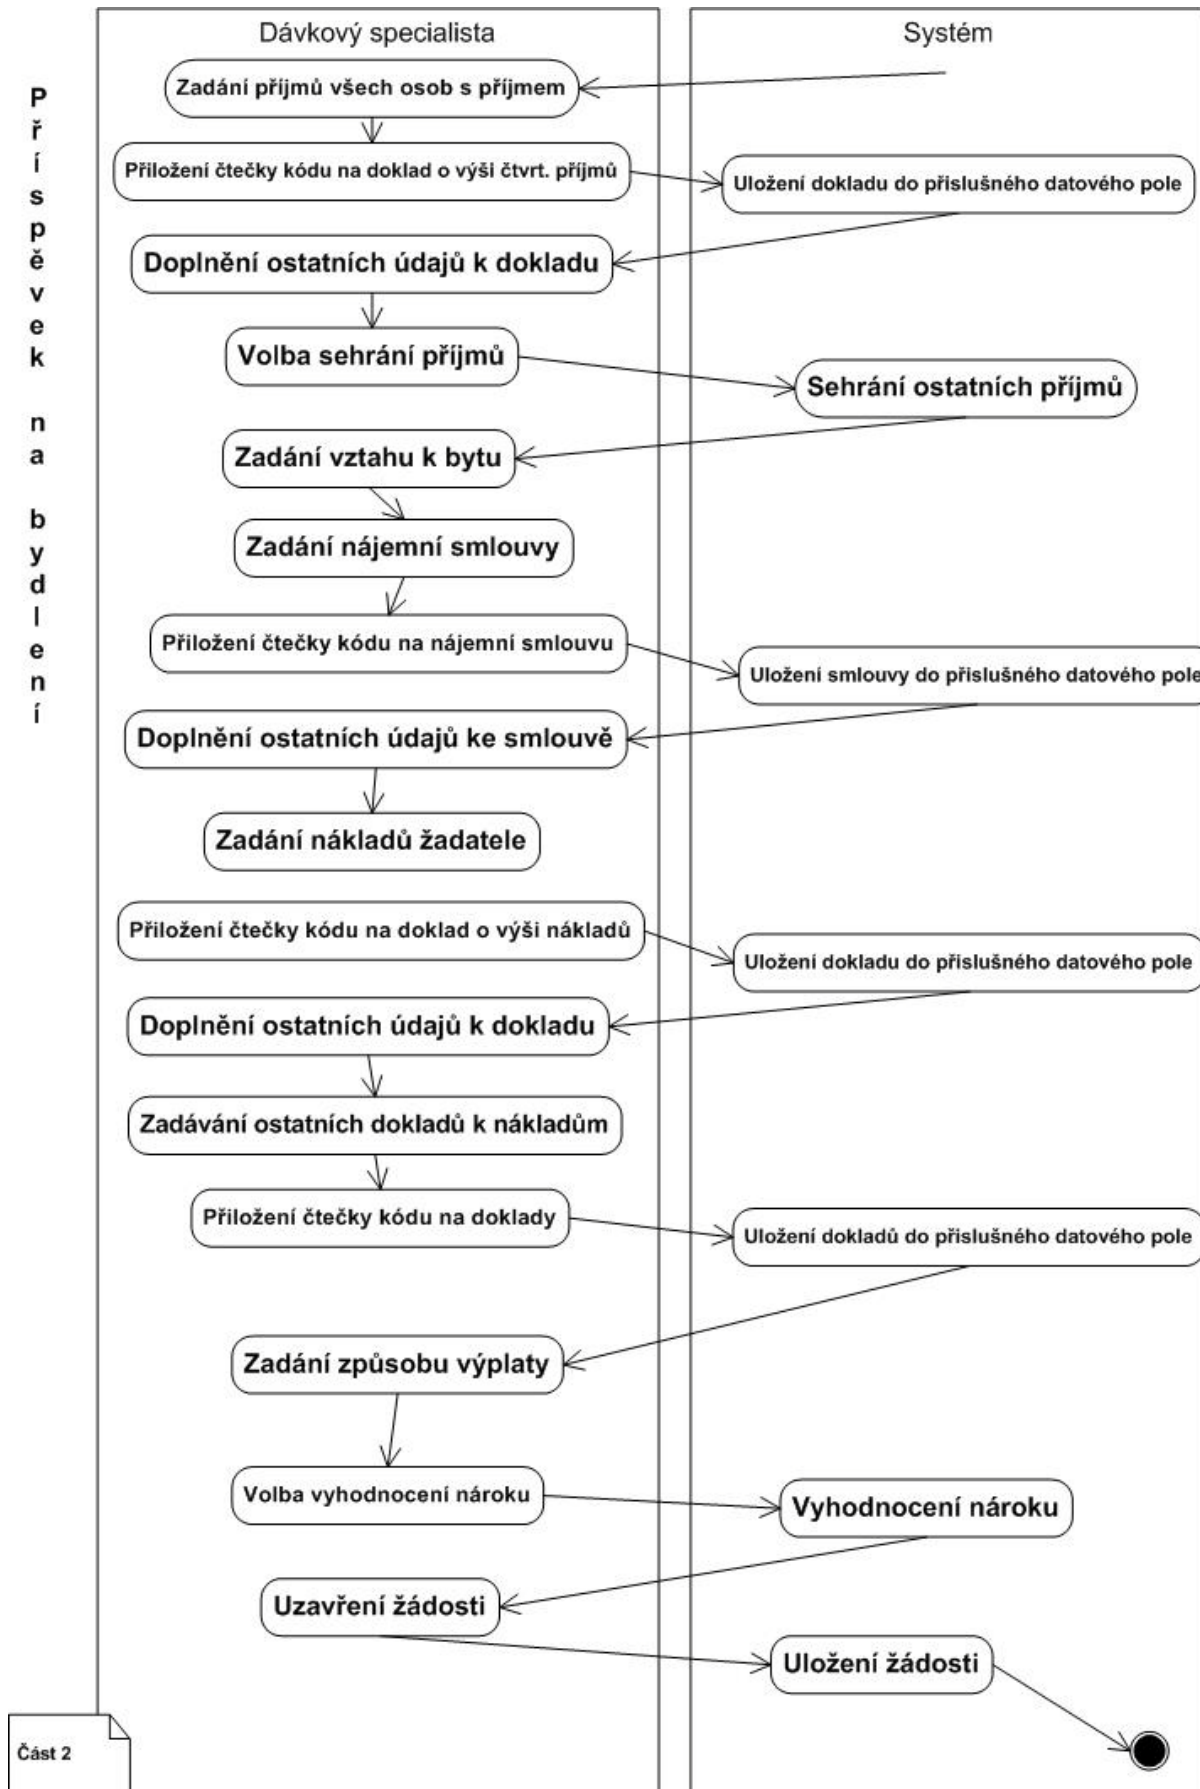 Příspěvek na bydlení
Dávkový specialista
Systém
Zadání příjmů všech osob s příjmem
Přiložení čtečky kódu na doklad o výši čtvrt. příjmů
Uložení dokladu do přislušného datového pole
Doplnění ostatních údajů k dokladu
Volba sehrání příjmů
Sehrání ostatních příjmů
Zadání vztahu k bytu
Zadání nájemní smlouvy
Přiložení čtečky kódu na nájemní smlouvu
Uložení smlouvy do přislušného datového pole
Doplnění ostatních údajů ke smlouvě
Zadání nákladů žadatele
Přiložení čtečky kódu na doklad o výši nákladů
Uložení dokladu do přislušného datového pole
Doplnění ostatních údajů k dokladu
Zadávání ostatních dokladů k nákladům
Přiložení čtečky kódu na doklady
Uložení dokladů do přislušného datového pole
Zadání způsobu výplaty
Volba vyhodnocení nároku
Vyhodnocení nároku
Uzavření žádosti
Uložení žádosti
Část 2